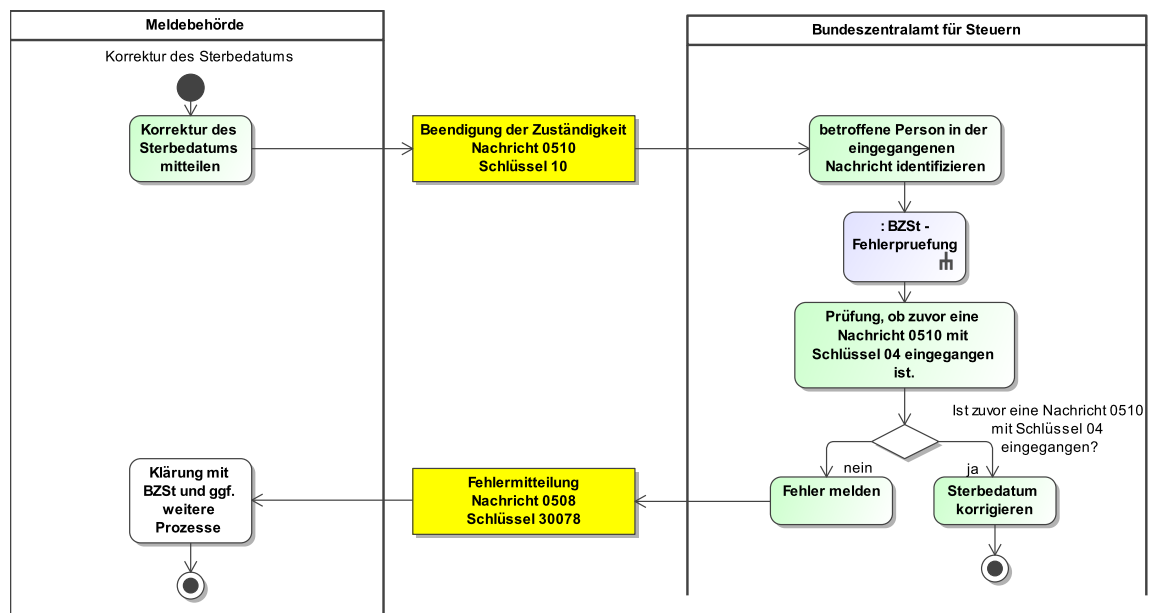 Meldebehörde
Bundeszentralamt für Steuern
Korrektur des Sterbedatums
Korrektur des
Sterbedatums
mitteilen
Beendigung der Zuständigkeit
Nachricht 0510
Schlüssel 10
betroffene Person in der
eingegangenen
Nachricht identifizieren
: BZSt -
Fehlerpruefung
Prüfung, ob zuvor eine
Nachricht 0510 mit
Schlüssel 04 eingegangen
ist.
Ist zuvor eine Nachricht 0510
mit Schlüssel 04
eingegangen?
nein
ja
Fehler melden
Sterbedatum
korrigieren
Fehlermitteilung
Nachricht 0508
Schlüssel 30078
Klärung mit
BZSt und ggf.
weitere
Prozesse